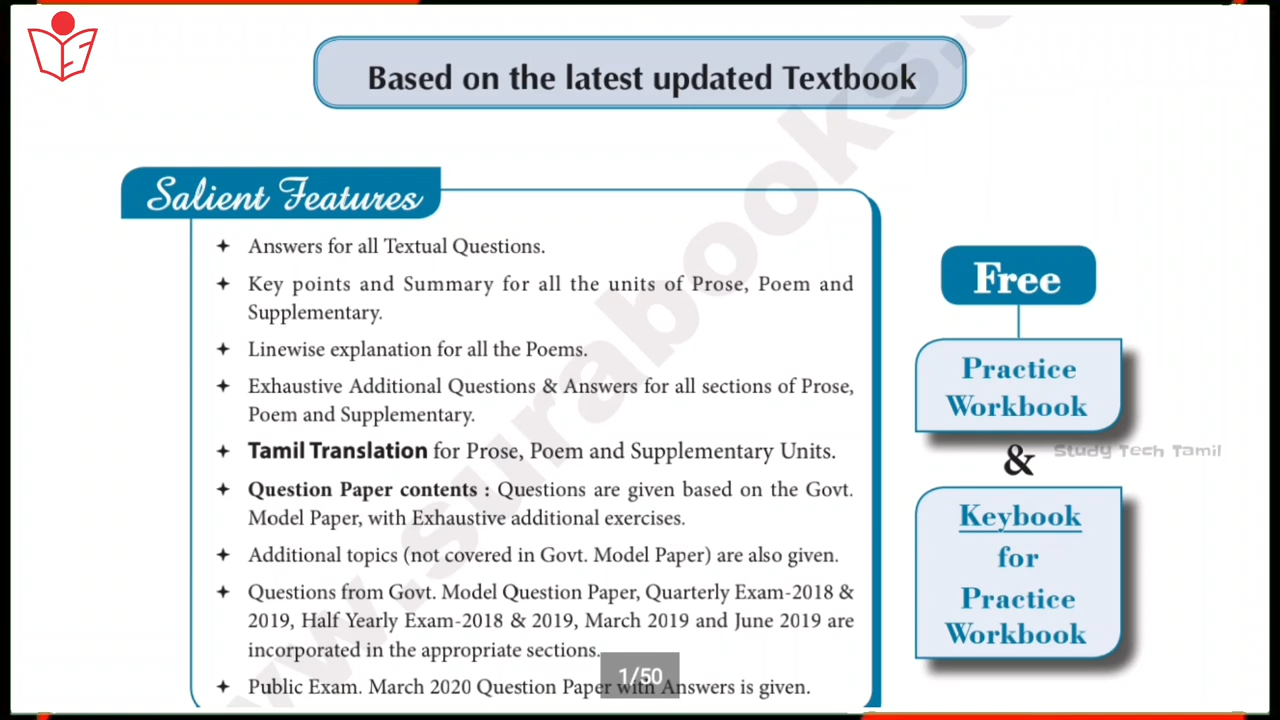 Based on the latest updated Textbook
Salient Features
Answers for all Textual Questions.
Key points and Summary for all the units of Prose, Poem and
Supplementary.
Linewise explanation for all the Poems.
Exhaustive Additional Questions & Answers for all sections of Prose,
Poem and Supplementary.
Tamil Translation for Prose, Poem and Supplementary Units.
Question Paper contents : Questions are given based on the Govt.
Model Paper, with Exhaustive additional exercises.
Additional topics (not covered in Govt. Model Paper) are also given.
Questions from Govt. Model Question Paper, Quarterly Exam-2018 &
2019, Half Yearly Exam-2018 & 2019, March 2019 and June 2019 are
incorporated in the appropriate sections.
Public Exam. March 2020 Question Paper with Answers is given.
1/50
Free
Practice
Workbook
&
Study Tech Tamil
Keybook
for
Practice
Workbook
www.surabooks.